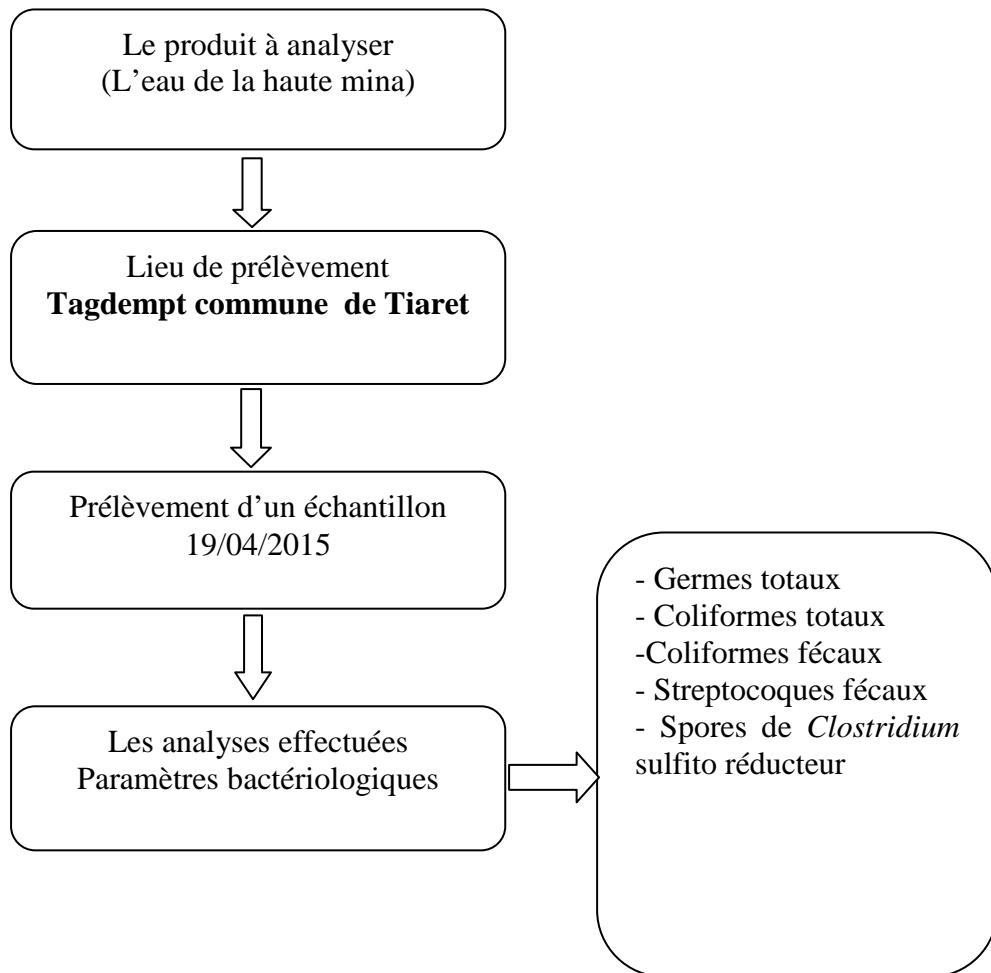 Le produit à analyser
(L’eau de la haute mina)
Lieu de prélèvement
Tagdempt commune de Tiaret
Prélèvement d’un échantillon
19/04/2015
Les analyses effectuées
Paramètres bactériologiques
- Germes totaux
- Coliformes totaux
-Coliformes fécaux
- Streptocoques fécaux
- Spores de Clostridium
sulfito réducteur